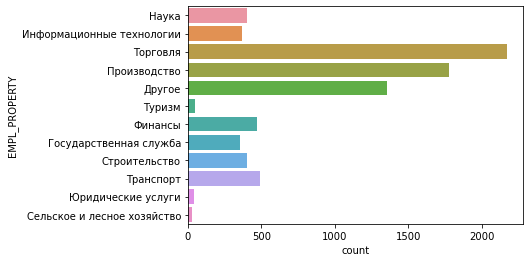 Наука
Информационные технологии
Торговля
Производство
Другое
Туризм
Финансы
Государственная служба
Строительство
Транспорт
Юридические услуги
Сельское и лесное хозяйство
EMPL_PROPERTY
0 500 1000 1500 2000
count